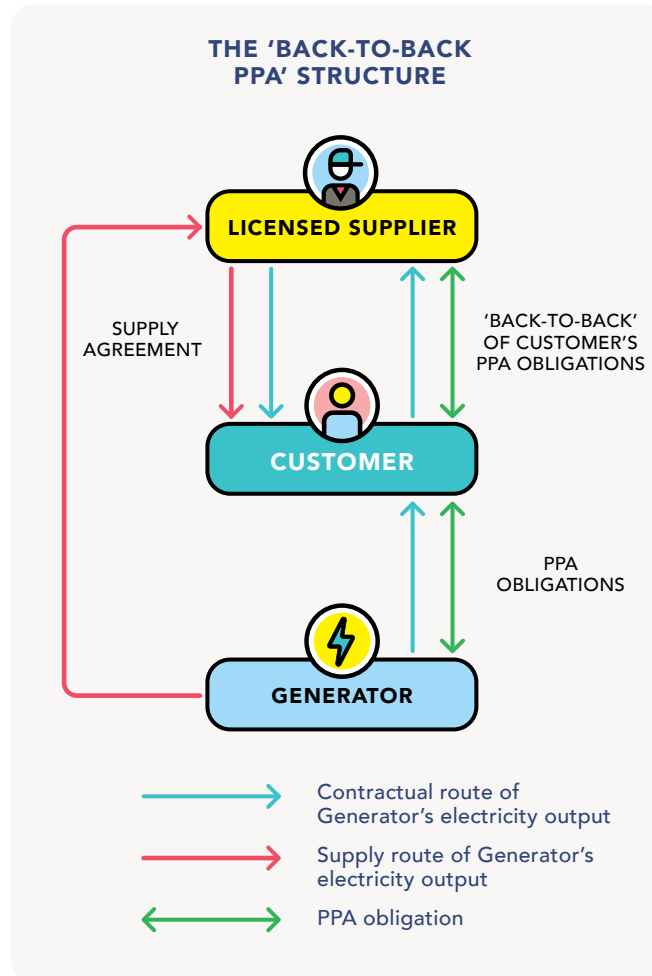 THE ‘BACK-TO-BACK
PPA’ STRUCTURE
LICENSED SUPPLIER
SUPPLY
AGREEMENT
‘BACK-TO-BACK’
OF CUSTOMER’S
PPA OBLIGATIONS
CUSTOMER
PPA
OBLIGATIONS
GENERATOR
Contractual route of
Generator’s electricity output
Supply route of Generator’s
electricity output
PPA obligation